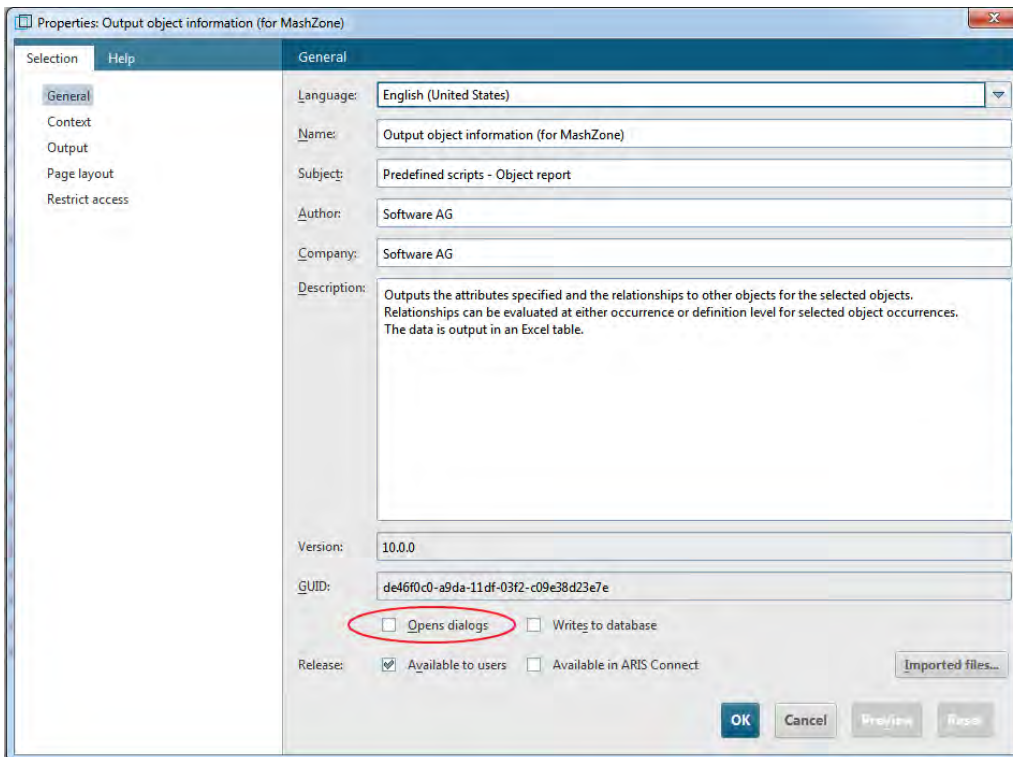 Properties: Output object information (for MashZone)
x
Selection Help
General
General
Context
Output
Page layout
Restrict access
Language: English (United States)
Name: Output object information (for MashZone)
Subject: Predefined scripts - Object report
Author: Software AG
Company: Software AG
Description: Outputs the attributes specified and the relationships to other objects for the selected objects.
Relationships can be evaluated at either occurrence or definition level for selected object occurrences.
The data is output in an Excel table.
Version: 10.0.0
GUID: de46f0c0-a9da-11df-03f2-c09e38d23e7e
Opens dialogs Writes to database
Release: Available to users Available in ARIS Connect Imported files...
OK Cancel Preview Reset